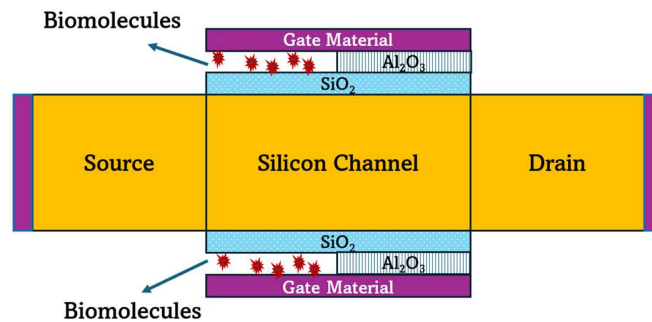 Biomolecules
Gate Material
Al₂O₃
SiO₂
Source
Silicon Channel
Drain
SiO₂
Al₂O₃
Gate Material
Biomolecules